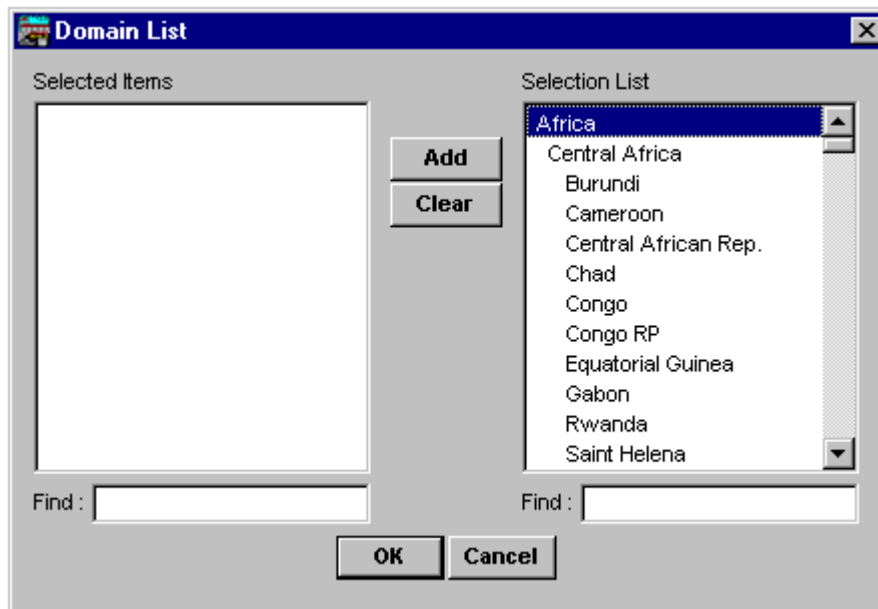 Domain List
Selected Items
Selection List
Add
Clear
Africa
Central Africa
Burundi
Cameroon
Central African Rep.
Chad
Congo
Congo RP
Equatorial Guinea
Gabon
Rwanda
Saint Helena
Find :
Find :
OK
Cancel